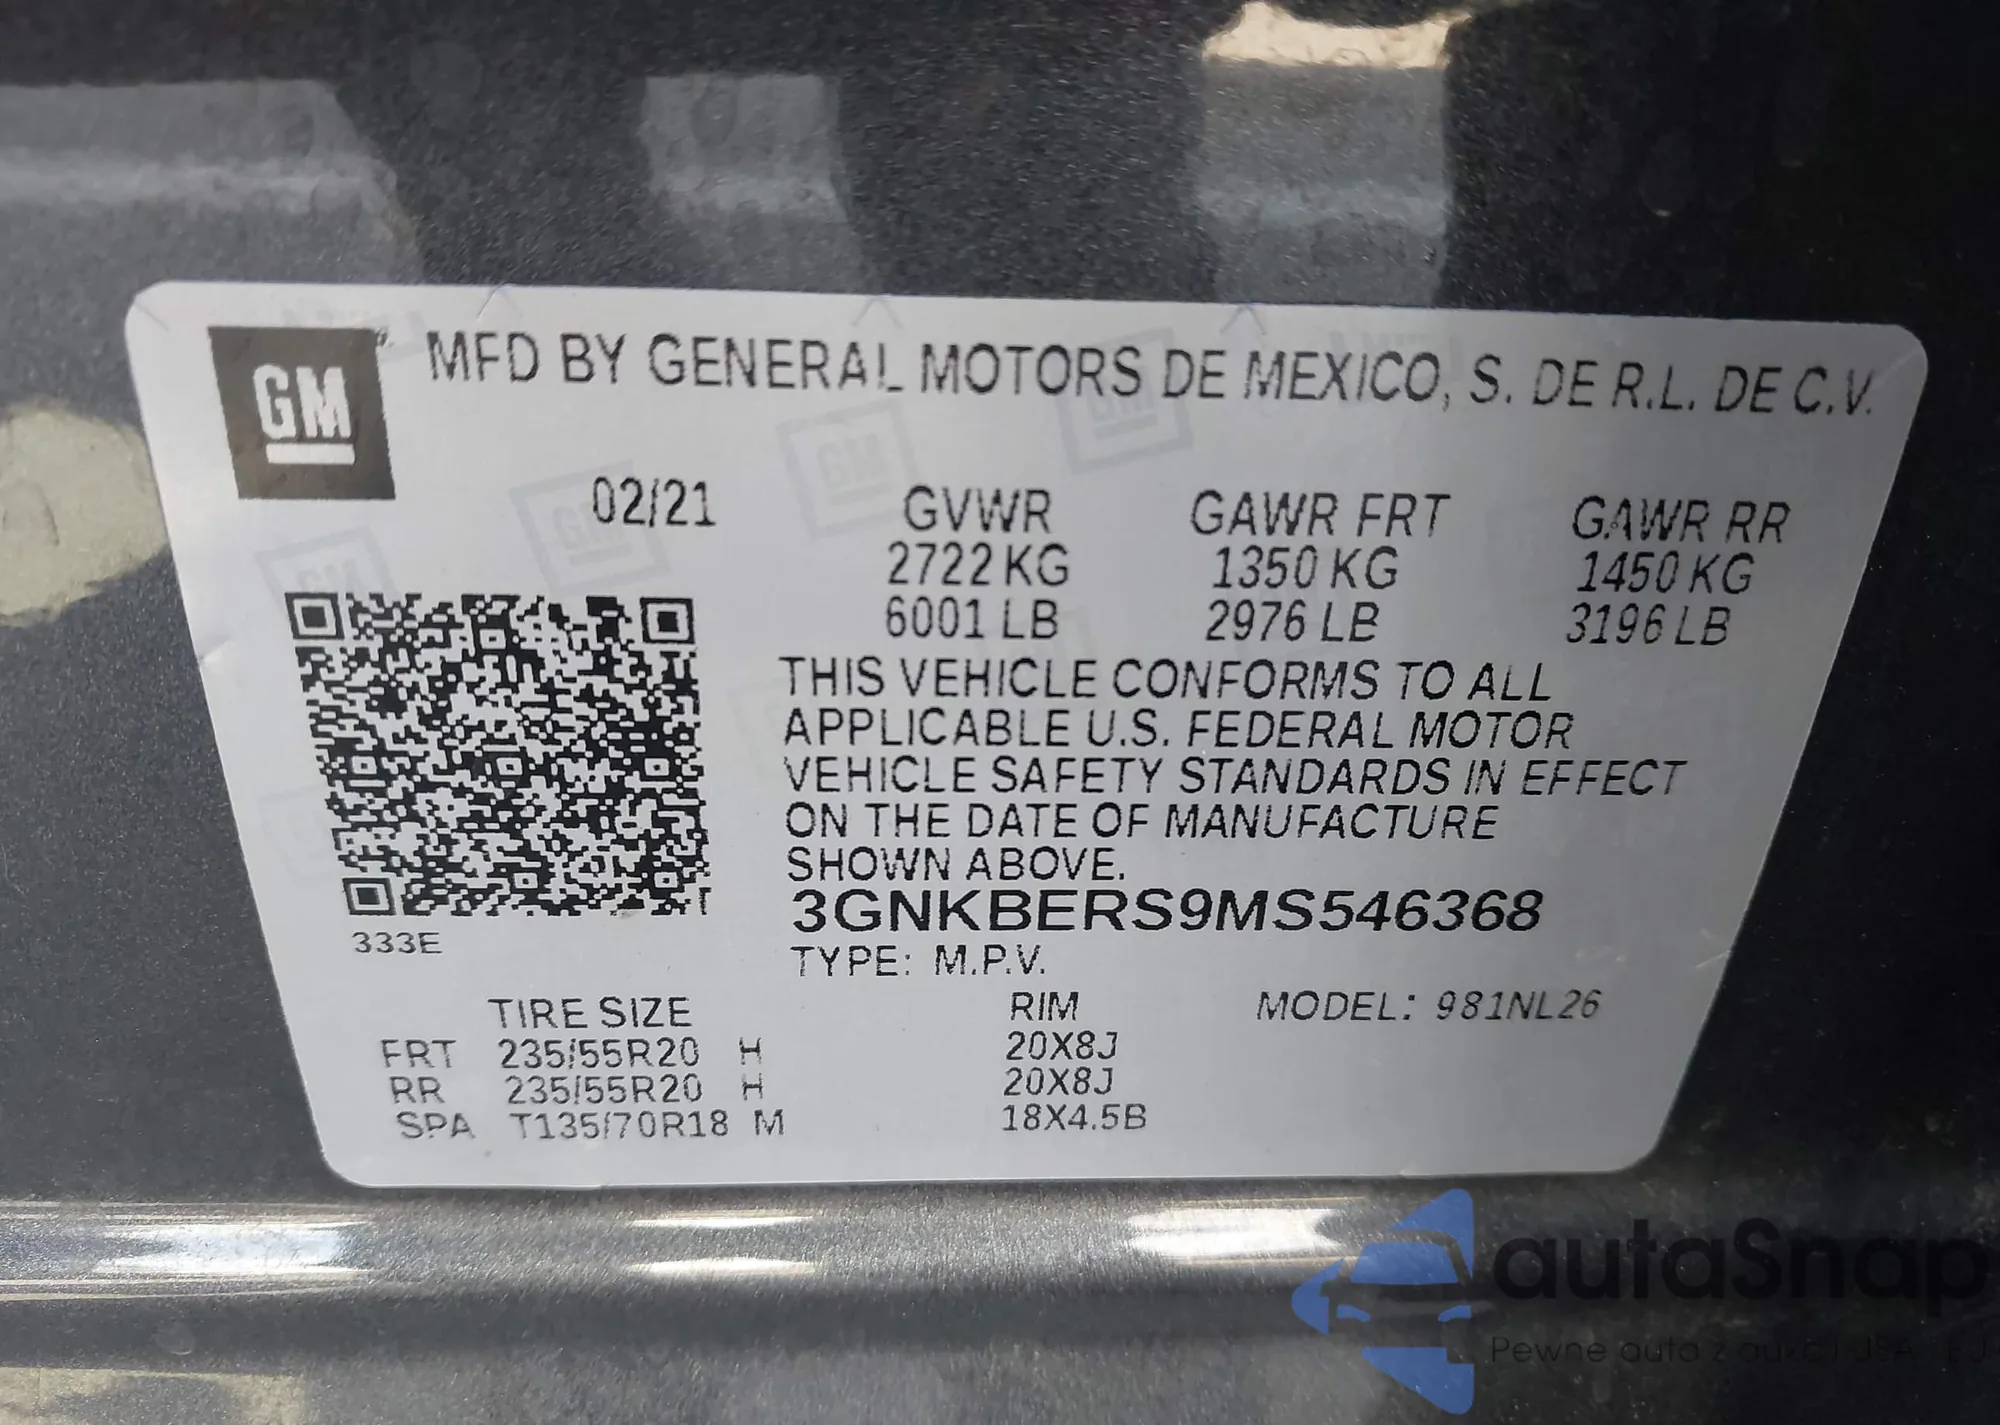 GM
MFD BY GENERAL MOTORS DE MEXICO, S. DE R.L. DE C.V.
02/21 GVWR GAWR FRT GAWR RR
2722 KG 1350 KG 1450 KG
6001 LB 2976 LB 3196 LB
THIS VEHICLE CONFORMS TO ALL
APPLICABLE U.S. FEDERAL MOTOR
VEHICLE SAFETY STANDARDS IN EFFECT
ON THE DATE OF MANUFACTURE
SHOWN ABOVE.
3GNKBERS9MS546368
333E
TYPE: M.P.V.
TIRE SIZE RIM MODEL: 981NL26
FRT 235/55R20 H 20X8J
RR 235/55R20 H 20X8J
SPA T135/70R18 M 18X4.5B
autaSnap
Pewne auta z